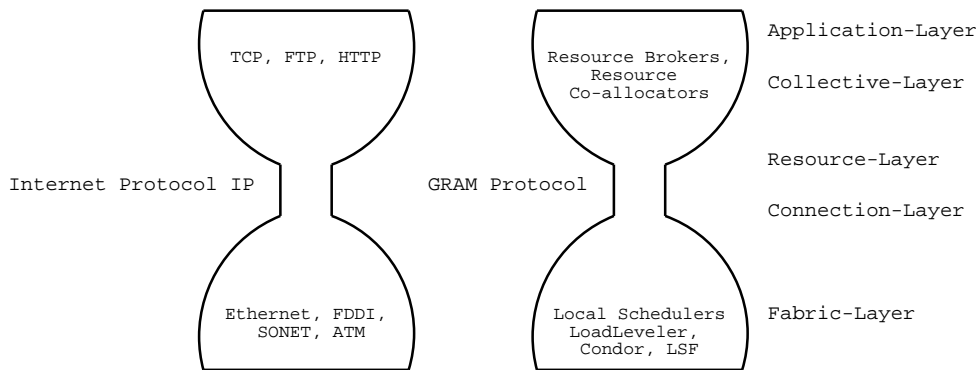 TCP, FTP, HTTP
Internet Protocol IP
Ethernet, FDDI,
SONET, ATM
Resource Brokers,
Resource
Co-allocators
GRAM Protocol
Local Schedulers
LoadLeveler,
Condor, LSF
Application-Layer
Collective-Layer
Resource-Layer
Connection-Layer
Fabric-Layer